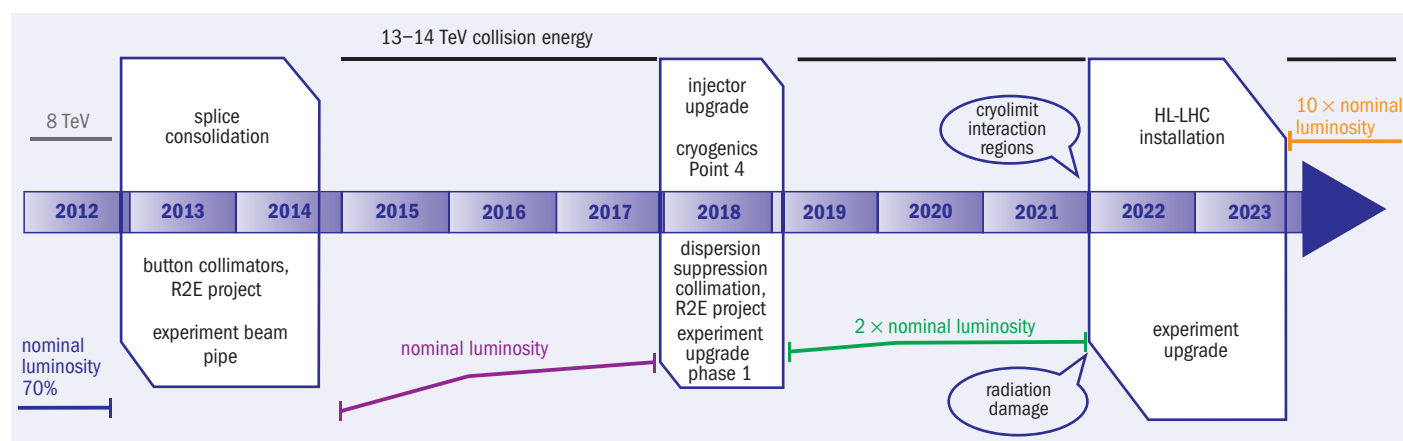 13–14 TeV collision energy
8 TeV
splice
consolidation
injector
upgrade
cryogenics
Point 4
cryolimit
interaction
regions
HL-LHC
installation
10 × nominal
luminosity
2012
2013
2014
2015
2016
2017
2018
2019
2020
2021
2022
2023
button collimators,
R2E project
experiment beam
pipe
nominal
luminosity
70%
nominal luminosity
dispersion
suppression
collimation,
R2E project
experiment
upgrade
phase 1
2 × nominal luminosity
radiation
damage
experiment
upgrade